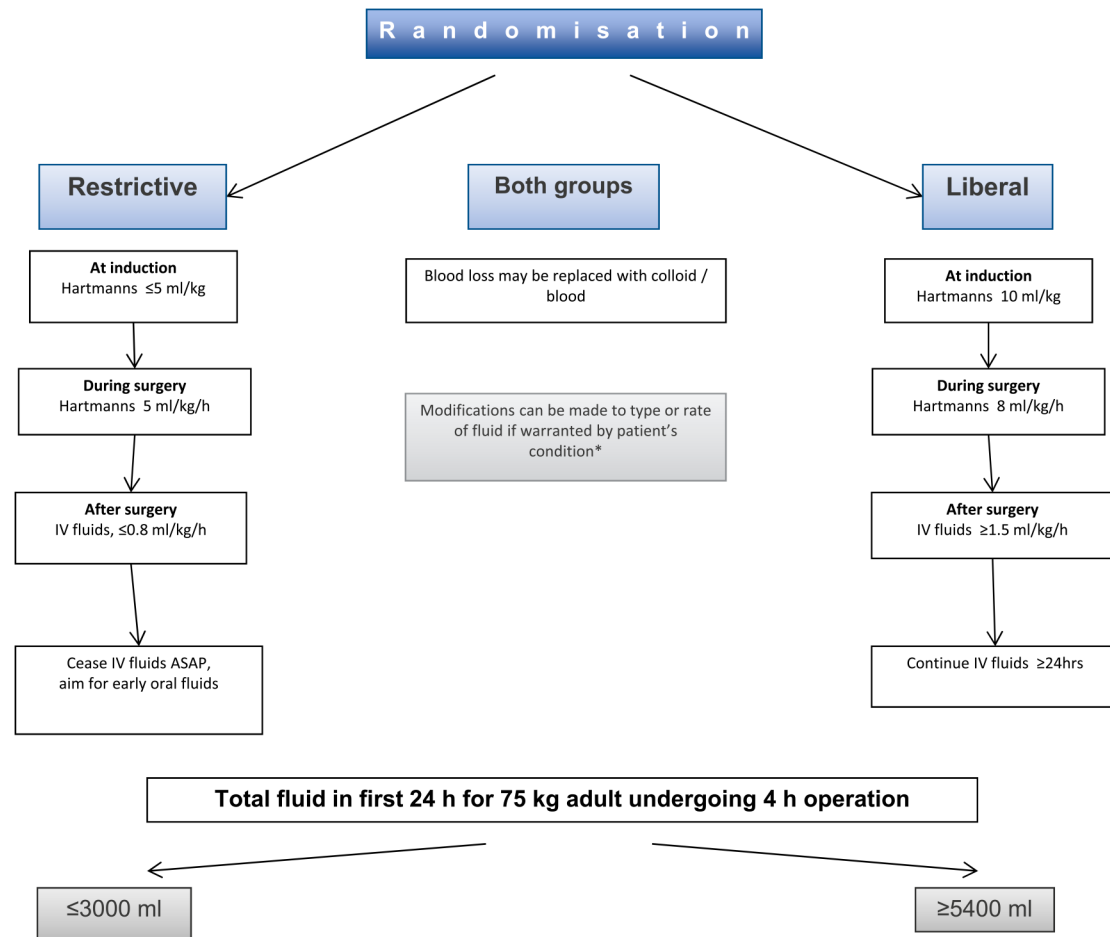 Randomisation
Restrictive
Both groups
Liberal
At induction
Hartmanns ≤5 ml/kg
Blood loss may be replaced with colloid /
blood
At induction
Hartmanns 10 ml/kg
During surgery
Hartmanns 5 ml/kg/h
Modifications can be made to type or rate
of fluid if warranted by patient's
condition*
During surgery
Hartmanns 8 ml/kg/h
After surgery
IV fluids, ≤0.8 ml/kg/h
After surgery
IV fluids ≥1.5 ml/kg/h
Cease IV fluids ASAP,
aim for early oral fluids
Continue IV fluids ≥24hrs
Total fluid in first 24 h for 75 kg adult undergoing 4 h operation
≤3000 ml
≥5400 ml